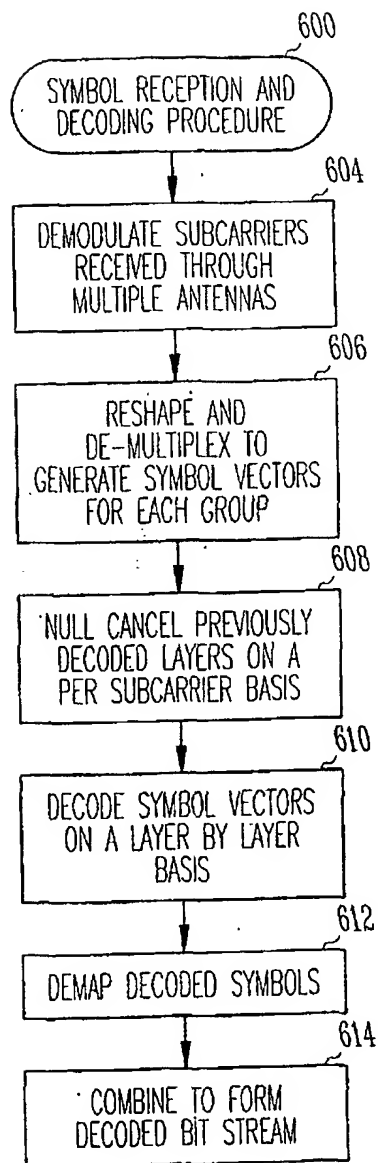 600
SYMBOL RECEPTION AND
DECODING PROCEDURE
604
DEMODULATE SUBCARRIERS
RECEIVED THROUGH
MULTIPLE ANTENNAS
606
RESHAPE AND
DE-MULTIPLEX TO
GENERATE SYMBOL VECTORS
FOR EACH GROUP
608
NULL CANCEL PREVIOUSLY
DECODED LAYERS ON A
PER SUBCARRIER BASIS
610
DECODE SYMBOL VECTORS
ON A LAYER BY LAYER
BASIS
612
DEMAP DECODED SYMBOLS
614
COMBINE TO FORM
DECODED BIT STREAM